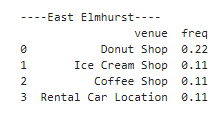 ----East Elmhurst----
venue freq
0 Donut Shop 0.22
1 Ice Cream Shop 0.11
2 Coffee Shop 0.11
3 Rental Car Location 0.11